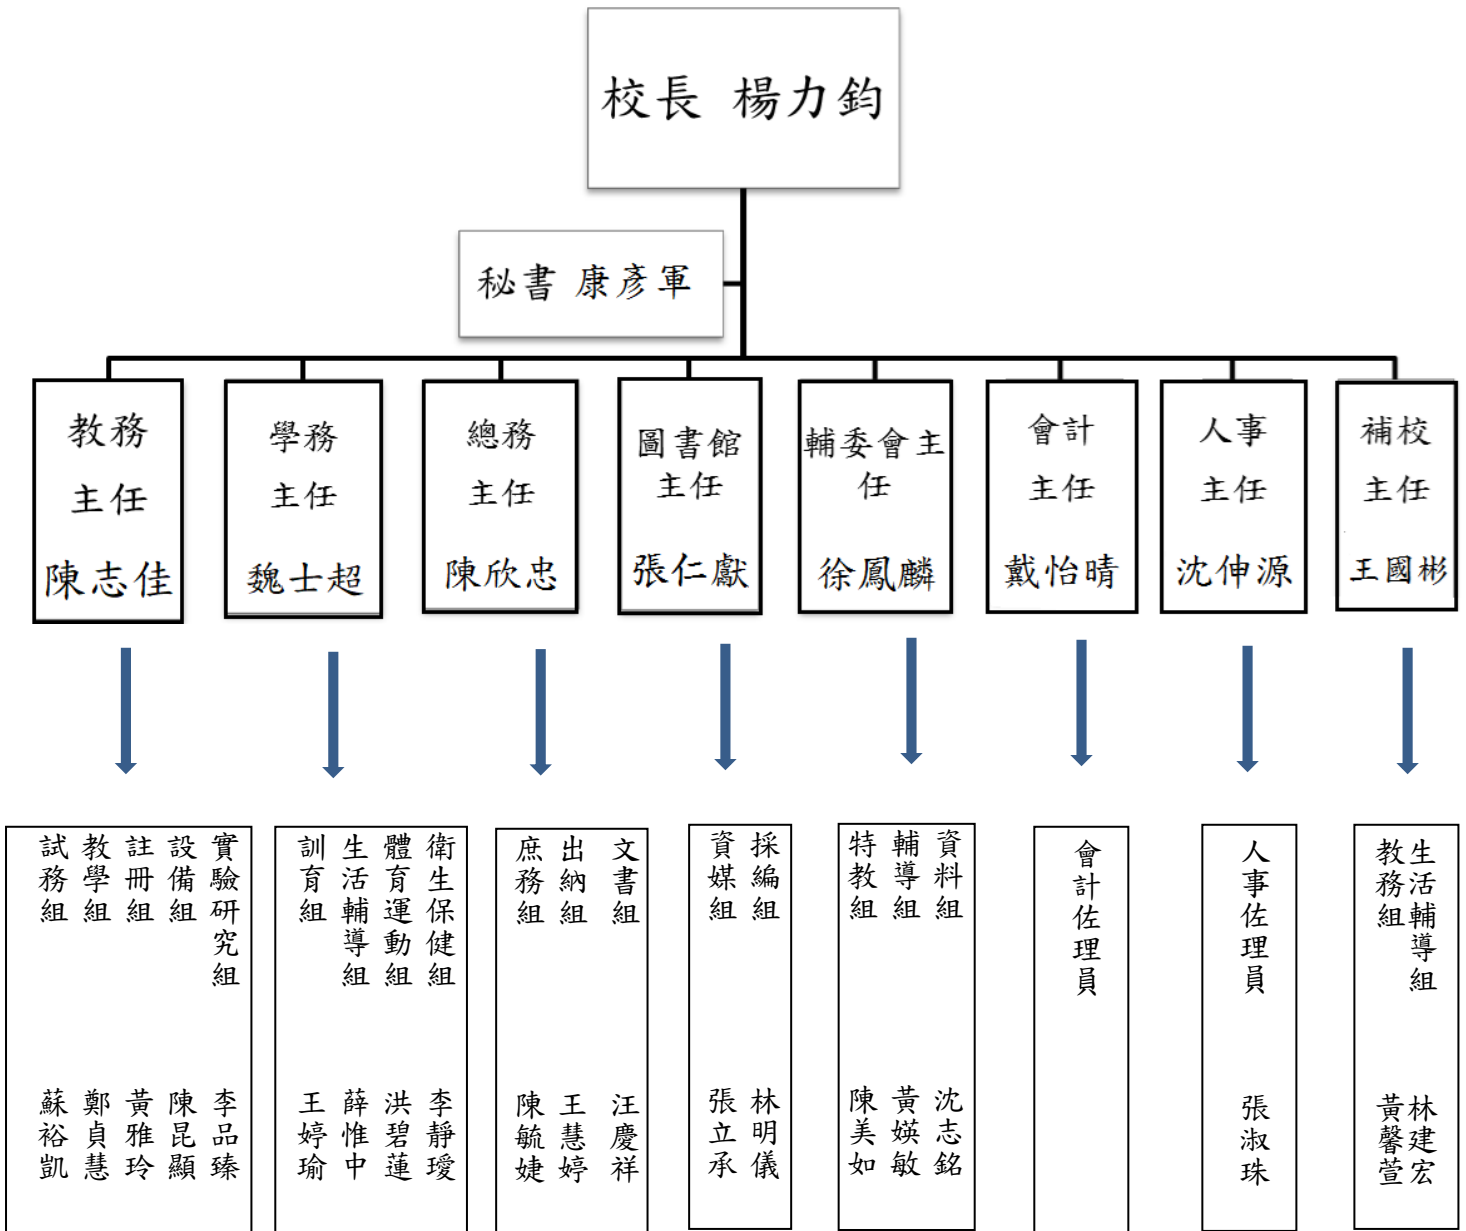 校長 楊力鈞
秘書 康彥軍
教務
主任
陳志佳
學務
主任
魏士超
總務
主任
陳欣忠
圖書館
主任
張仁獻
輔委會主
任
徐鳳麟
會計
主任
戴怡晴
人事
主任
沈伸源
補校
主任
王國彬
實驗研究組 李品臻
設備組 陳昆顯
註冊組 黃雅玲
教學組 鄭貞慧
試務組 蘇裕凱
衛生保健組 李靜璦
體育運動組 洪碧蓮
生活輔導組 薛惟中
訓育組 王婷瑜
文書組 汪慶祥
出納組 王慧婷
庶務組 陳毓婕
採編組 林明儀
資媒組 張立承
資料組 沈志銘
輔導組 黃媖敏
特教組 陳美如
會計佐理員
人事佐理員 張淑珠
生活輔導組 林建宏
教務組 黃馨萱